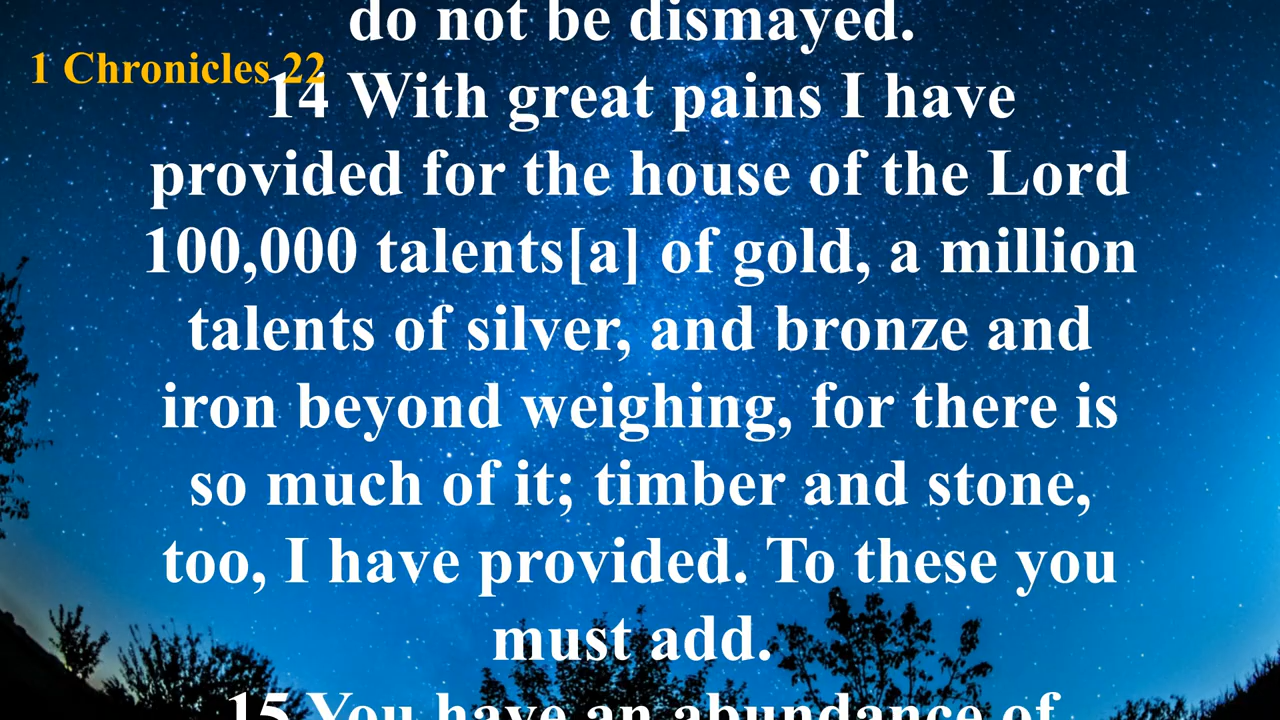 do not be dismayed.
1 Chronicles 22
14 With great pains I have
provided for the house of the Lord
100,000 talents[a] of gold, a million
talents of silver, and bronze and
iron beyond weighing, for there is
so much of it; timber and stone,
too, I have provided. To these you
must add.
15 You have an abundance of